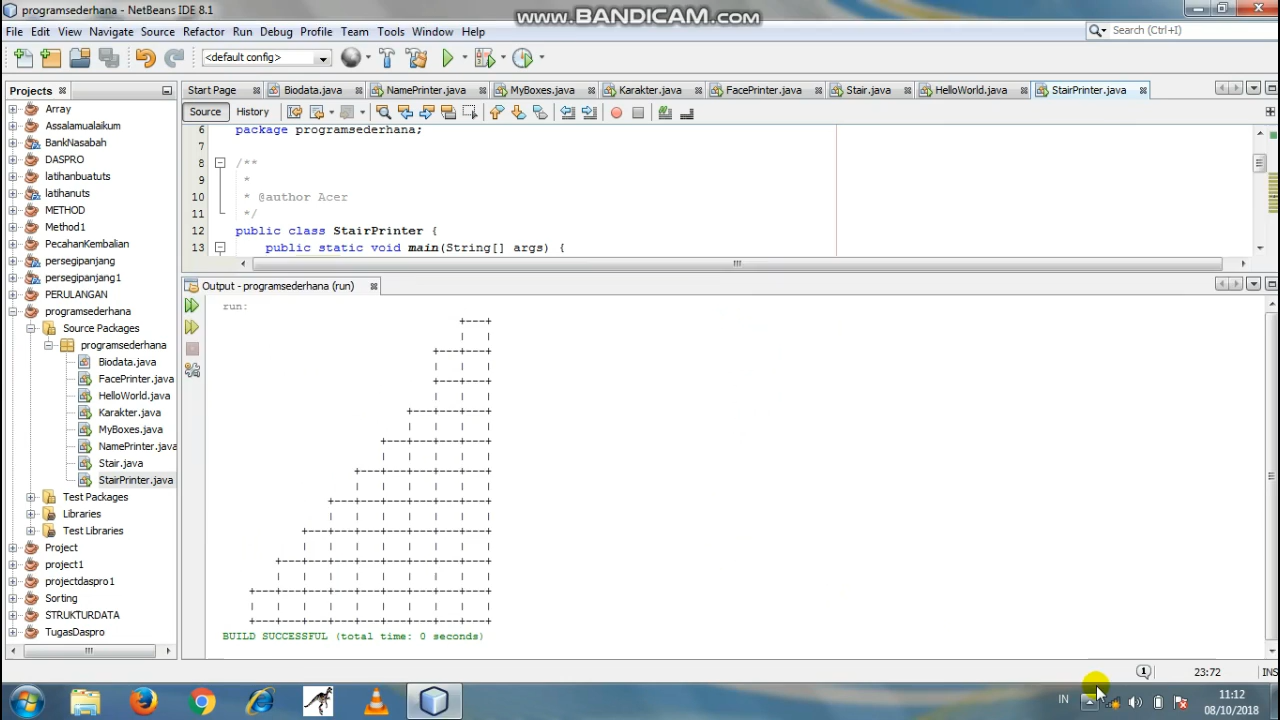 programsederhana - NetBeans IDE 8.1
www.BANDICAM.com
File Edit View Navigate Source Refactor Run Debug Profile Team Tools Window Help
Search (Ctrl+I)
<default config>
Projects
Start Page Biodata.java NamePrinter.java MyBoxes.java Karakter.java FacePrinter.java Stair.java HelloWorld.java StairPrinter.java
Source History
Array
Assalamualaikum
BankNasabah
DASPRO
latihanbuatuts
latihanuts
METHOD
Method1
PecahanKembalian
persegipanjang
persegipanjang1
PERULANGAN
programsederhana
Source Packages
programsederhana
Biodata.java
FacePrinter.java
HelloWorld.java
Karakter.java
MyBoxes.java
NamePrinter.java
Stair.java
StairPrinter.java
Test Packages
Libraries
Test Libraries
Project
project1
projectdaspro1
Sorting
STRUKTURDATA
TugasDaspro
6 package programsederhana;
7
8 /**
9 *
10 * @author Acer
11 */
12 public class StairPrinter {
13 public static void main(String[] args) {
Output - programsederhana (run)
run:
                           +---+
                           |   |
                       +---+---+
                       |   |   |
                       +---+---+
                       |   |   |
                   +---+---+---+
                   |   |   |   |
               +---+---+---+---+
               |   |   |   |   |
           +---+---+---+---+---+
           |   |   |   |   |   |
       +---+---+---+---+---+---+
       |   |   |   |   |   |   |
   +---+---+---+---+---+---+---+
   |   |   |   |   |   |   |   |
+---+---+---+---+---+---+---+---+
|   |   |   |   |   |   |   |   |
+---+---+---+---+---+---+---+---+---+
|   |   |   |   |   |   |   |   |   |
+---+---+---+---+---+---+---+---+---+
BUILD SUCCESSFUL (total time: 0 seconds)
1
23:72
INS
IN
11:12
08/10/2018